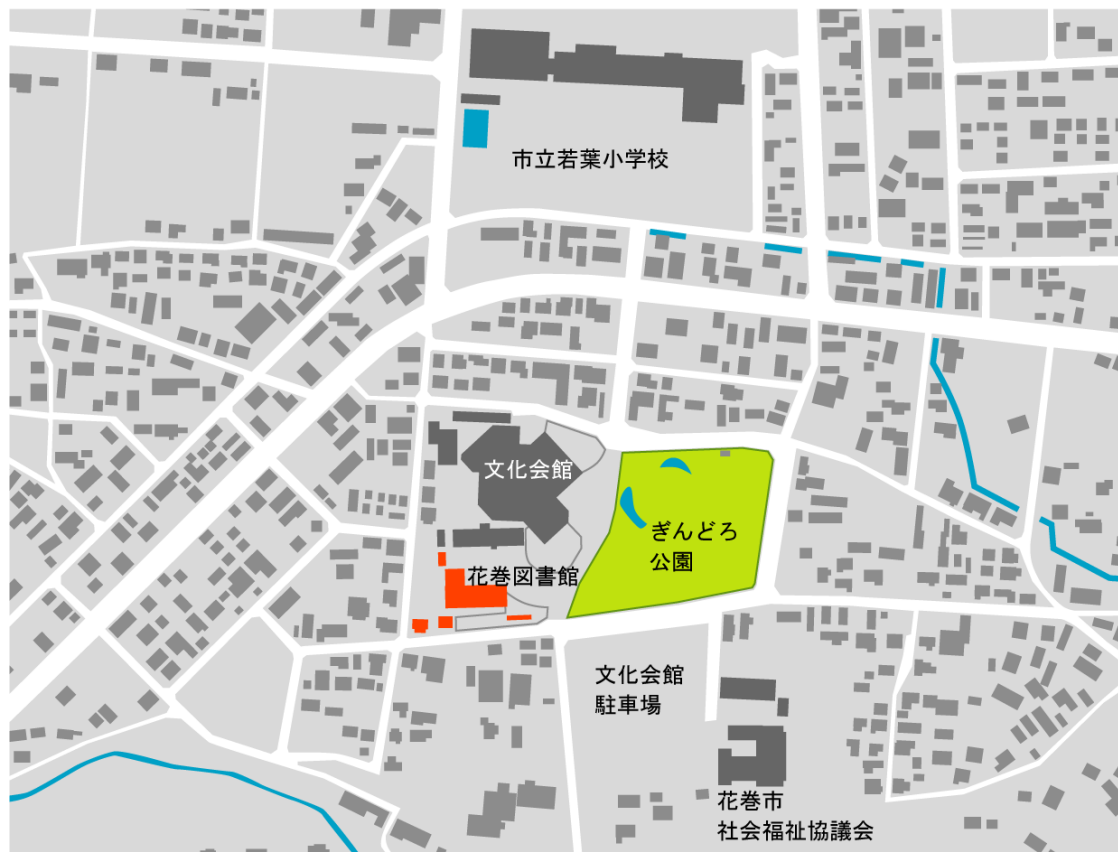 市立若葉小学校
文化会館
ぎんどろ
公園
花巻図書館
文化会館
駐車場
花巻市
社会福祉協議会